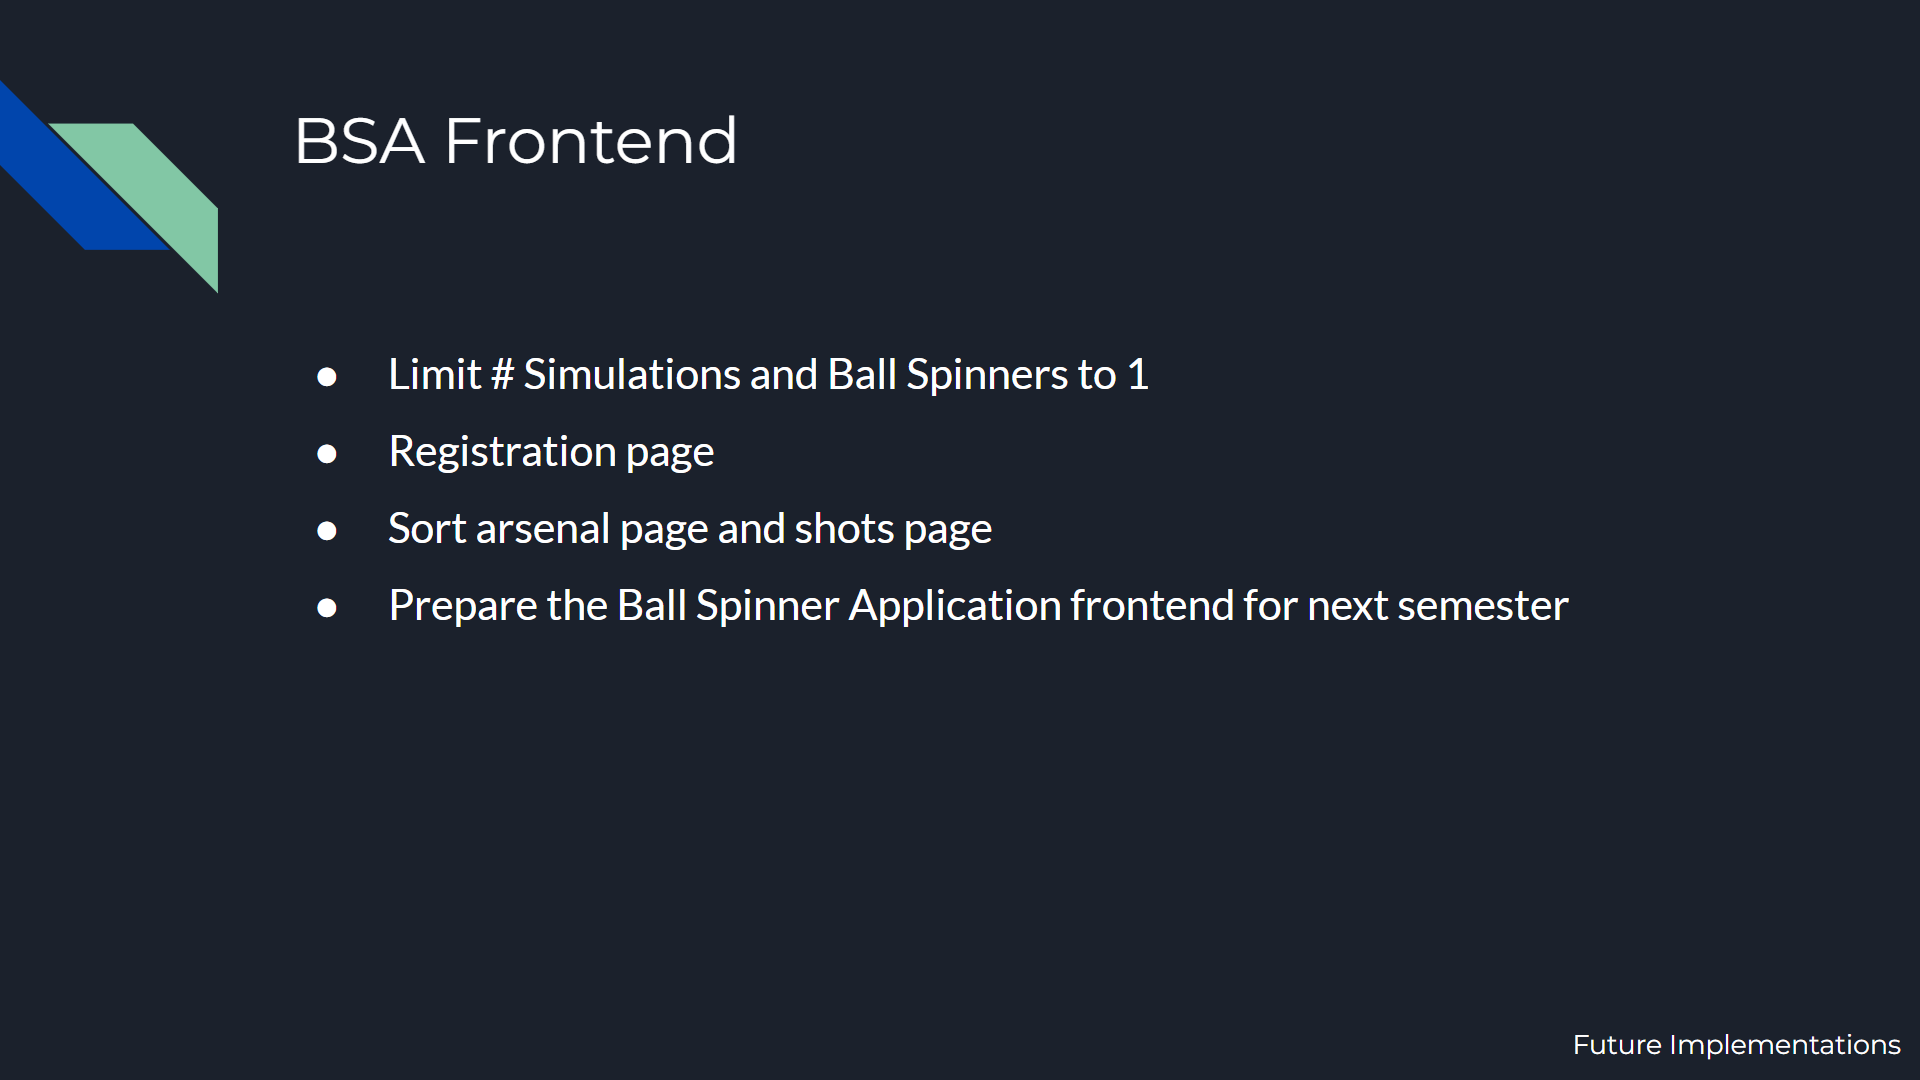 BSA Frontend
● Limit # Simulations and Ball Spinners to 1
● Registration page
● Sort arsenal page and shots page
● Prepare the Ball Spinner Application frontend for next semester
Future Implementations